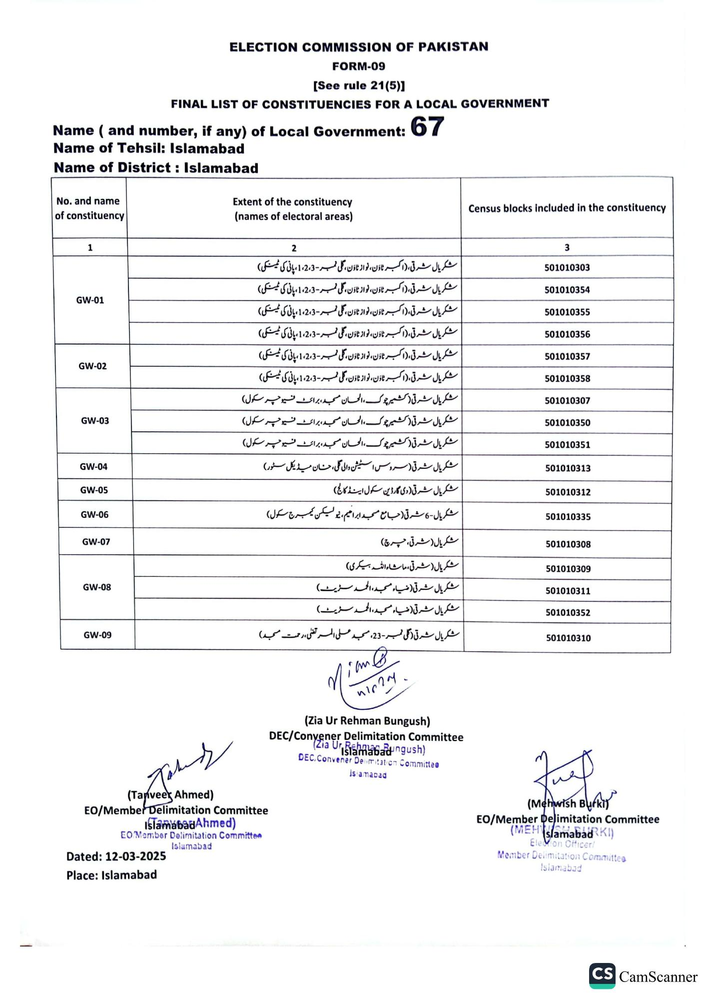 ELECTION COMMISSION OF PAKISTAN
FORM-09
[See rule 21(5)]
FINAL LIST OF CONSTITUENCIES FOR A LOCAL GOVERNMENT
Name ( and number, if any) of Local Government: 67
Name of Tehsil: Islamabad
Name of District : Islamabad
No. and name of constituency | Extent of the constituency (names of electoral areas) | Census blocks included in the constituency
1 | 2 | 3
GW-01 | شکریال شرقی،(اکبر ٹاؤن، نواز ٹاؤن، گلی نمبر-1،2،3، پانی کی ٹینکی) | 501010303
شکریال شرقی،(اکبر ٹاؤن، نواز ٹاؤن، گلی نمبر-1،2،3، پانی کی ٹینکی) | 501010354
شکریال شرقی،(اکبر ٹاؤن، نواز ٹاؤن، گلی نمبر-1،2،3، پانی کی ٹینکی) | 501010355
شکریال شرقی،(اکبر ٹاؤن، نواز ٹاؤن، گلی نمبر-1،2،3، پانی کی ٹینکی) | 501010356
GW-02 | شکریال شرقی،(اکبر ٹاؤن، نواز ٹاؤن، گلی نمبر-1،2،3، پانی کی ٹینکی) | 501010357
شکریال شرقی،(اکبر ٹاؤن، نواز ٹاؤن، گلی نمبر-1،2،3، پانی کی ٹینکی) | 501010358
GW-03 | شکریال شرقی(کشمیر چوک، الحسان مسجد، برائٹ فیوچر سکول) | 501010307
شکریال شرقی(کشمیر چوک، الحسان مسجد، برائٹ فیوچر سکول) | 501010350
شکریال شرقی(کشمیر چوک، الحسان مسجد، برائٹ فیوچر سکول) | 501010351
GW-04 | شکریال شرقی(سروس اسٹیشن والی گلی، خان میڈیکل سٹور) | 501010313
GW-05 | شکریال شرقی(دی گارڈین سکول اینڈ کالج) | 501010312
GW-06 | شکریال-6 شرقی(جامع مسجد ابراھیم، نیو لیکن کیمبرج سکول) | 501010335
GW-07 | شکریال(شرقی، چرچ) | 501010308
GW-08 | شکریال(شرقی، ماشاءاللہ بیکری) | 501010309
شکریال شرقی(ضیاء مسجد، الحمد سٹریٹ) | 501010311
شکریال شرقی(ضیاء مسجد، الحمد سٹریٹ) | 501010352
GW-09 | شکریال شرقی(گلی نمبر-23، مسجد علی المرتضٰی، رحمت مسجد) | 501010310
(Zia Ur Rehman Bungush)
DEC/Convener Delimitation Committee
Islamabad
(Zia Ur Rehman Bungush)
DEC/Convener Delimitation Committee
Islamabad
(Tanveer Ahmed)
EO/Member Delimitation Committee
Islamabad
(Tanveer Ahmed)
EO/Member Delimitation Committee
Islamabad
(Mehwish Burki)
EO/Member Delimitation Committee
Islamabad
(MEHWISH BURKI)
Election Officer/
Member Delimitation Committee
Islamabad
Dated: 12-03-2025
Place: Islamabad
CS CamScanner